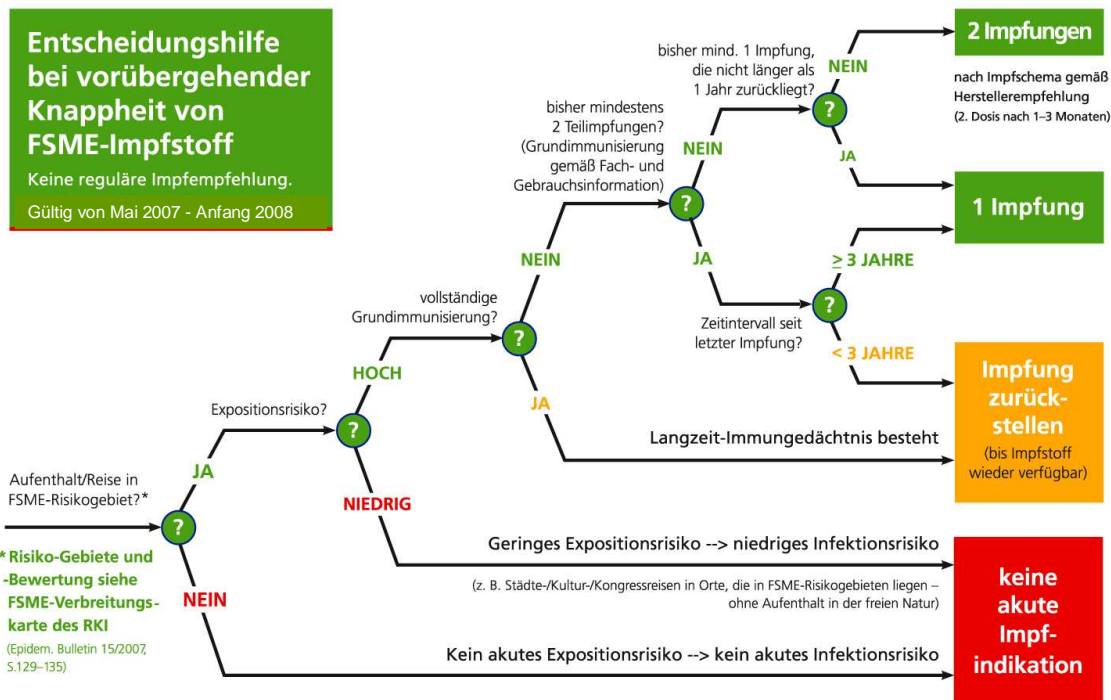 Entscheidungshilfe
bei vorübergehender
Knappheit von
FSME-Impfstoff
Keine reguläre Impfempfehlung.
Gültig von Mai 2007 - Anfang 2008
Aufenthalt/Reise in
FSME-Risikogebiet?*
?
* Risiko-Gebiete und
-Bewertung siehe
FSME-Verbreitungs-
karte des RKI
(Epidem. Bulletin 15/2007,
S.129–135)
JA
NEIN
Expositionsrisiko?
?
HOCH
NIEDRIG
vollständige
Grundimmunisierung?
?
NEIN
JA
bisher mindestens
2 Teilimpfungen?
(Grundimmunisierung
gemäß Fach- und
Gebrauchsinformation)
?
NEIN
JA
bisher mind. 1 Impfung,
die nicht länger als
1 Jahr zurückliegt?
?
NEIN
JA
Zeitintervall seit
letzter Impfung?
?
≥ 3 JAHRE
< 3 JAHRE
2 Impfungen
nach Impfschema gemäß
Herstellerempfehlung
(2. Dosis nach 1–3 Monaten)
1 Impfung
Impfung
zurück-
stellen
(bis Impfstoff
wieder verfügbar)
Langzeit-Immungedächtnis besteht
Geringes Expositionsrisiko --> niedriges Infektionsrisiko
(z. B. Städte-/Kultur-/Kongressreisen in Orte, die in FSME-Risikogebieten liegen –
ohne Aufenthalt in der freien Natur)
Kein akutes Expositionsrisiko --> kein akutes Infektionsrisiko
keine
akute
Impf-
indikation